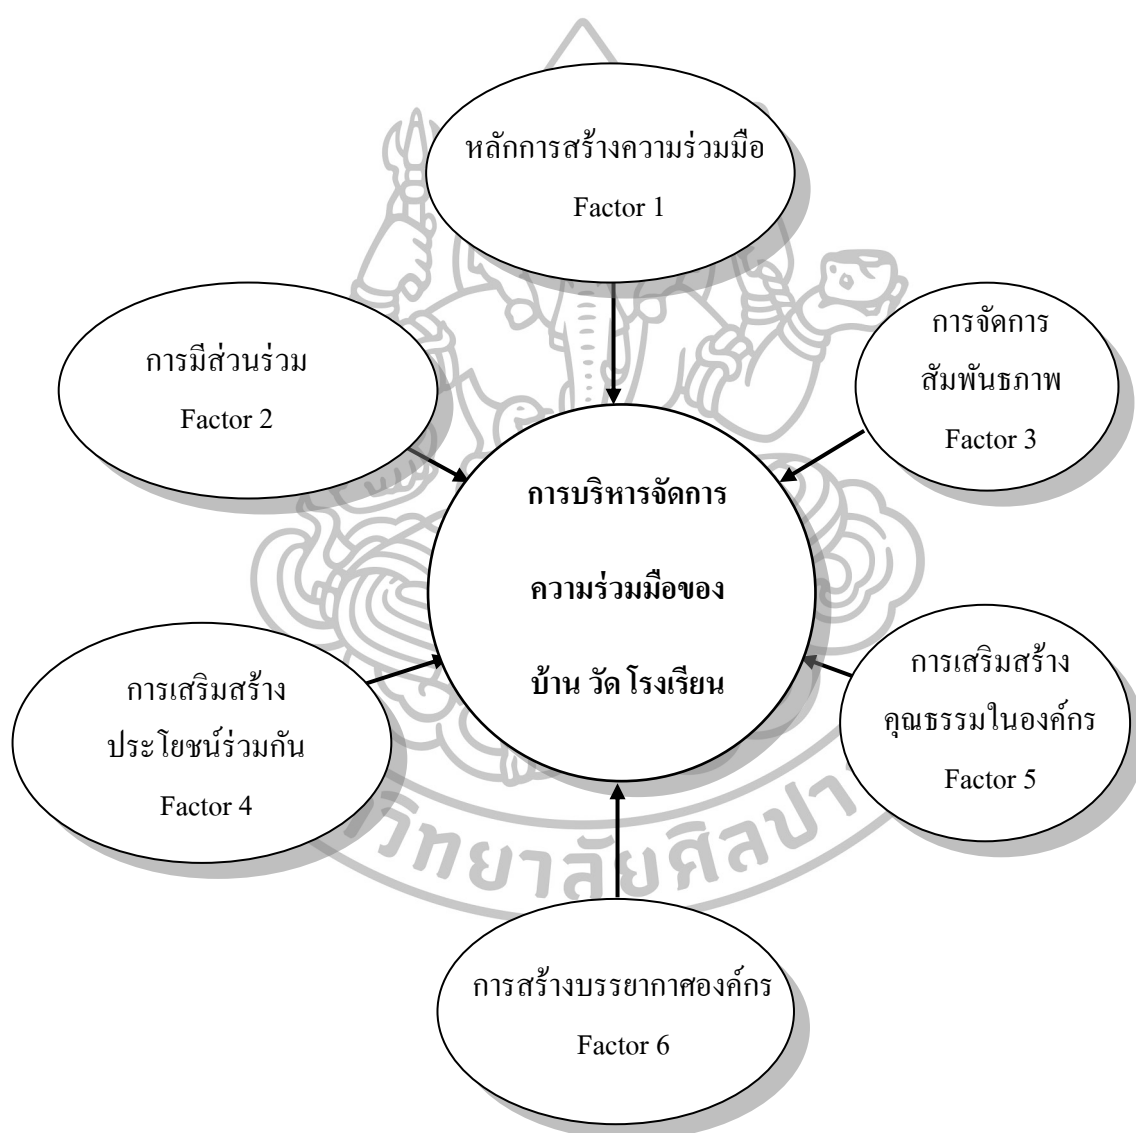 หลักการสร้างความร่วมมือ
Factor 1
การมีส่วนร่วม
Factor 2
การจัดการ
สัมพันธภาพ
Factor 3
การบริหารจัดการ
ความร่วมมือของ
บ้าน วัด โรงเรียน
การเสริมสร้าง
ประโยชน์ร่วมกัน
Factor 4
การเสริมสร้าง
คุณธรรมในองค์กร
Factor 5
วิทยาลัยศิลปา
การสร้างบรรยากาศองค์กร
Factor 6